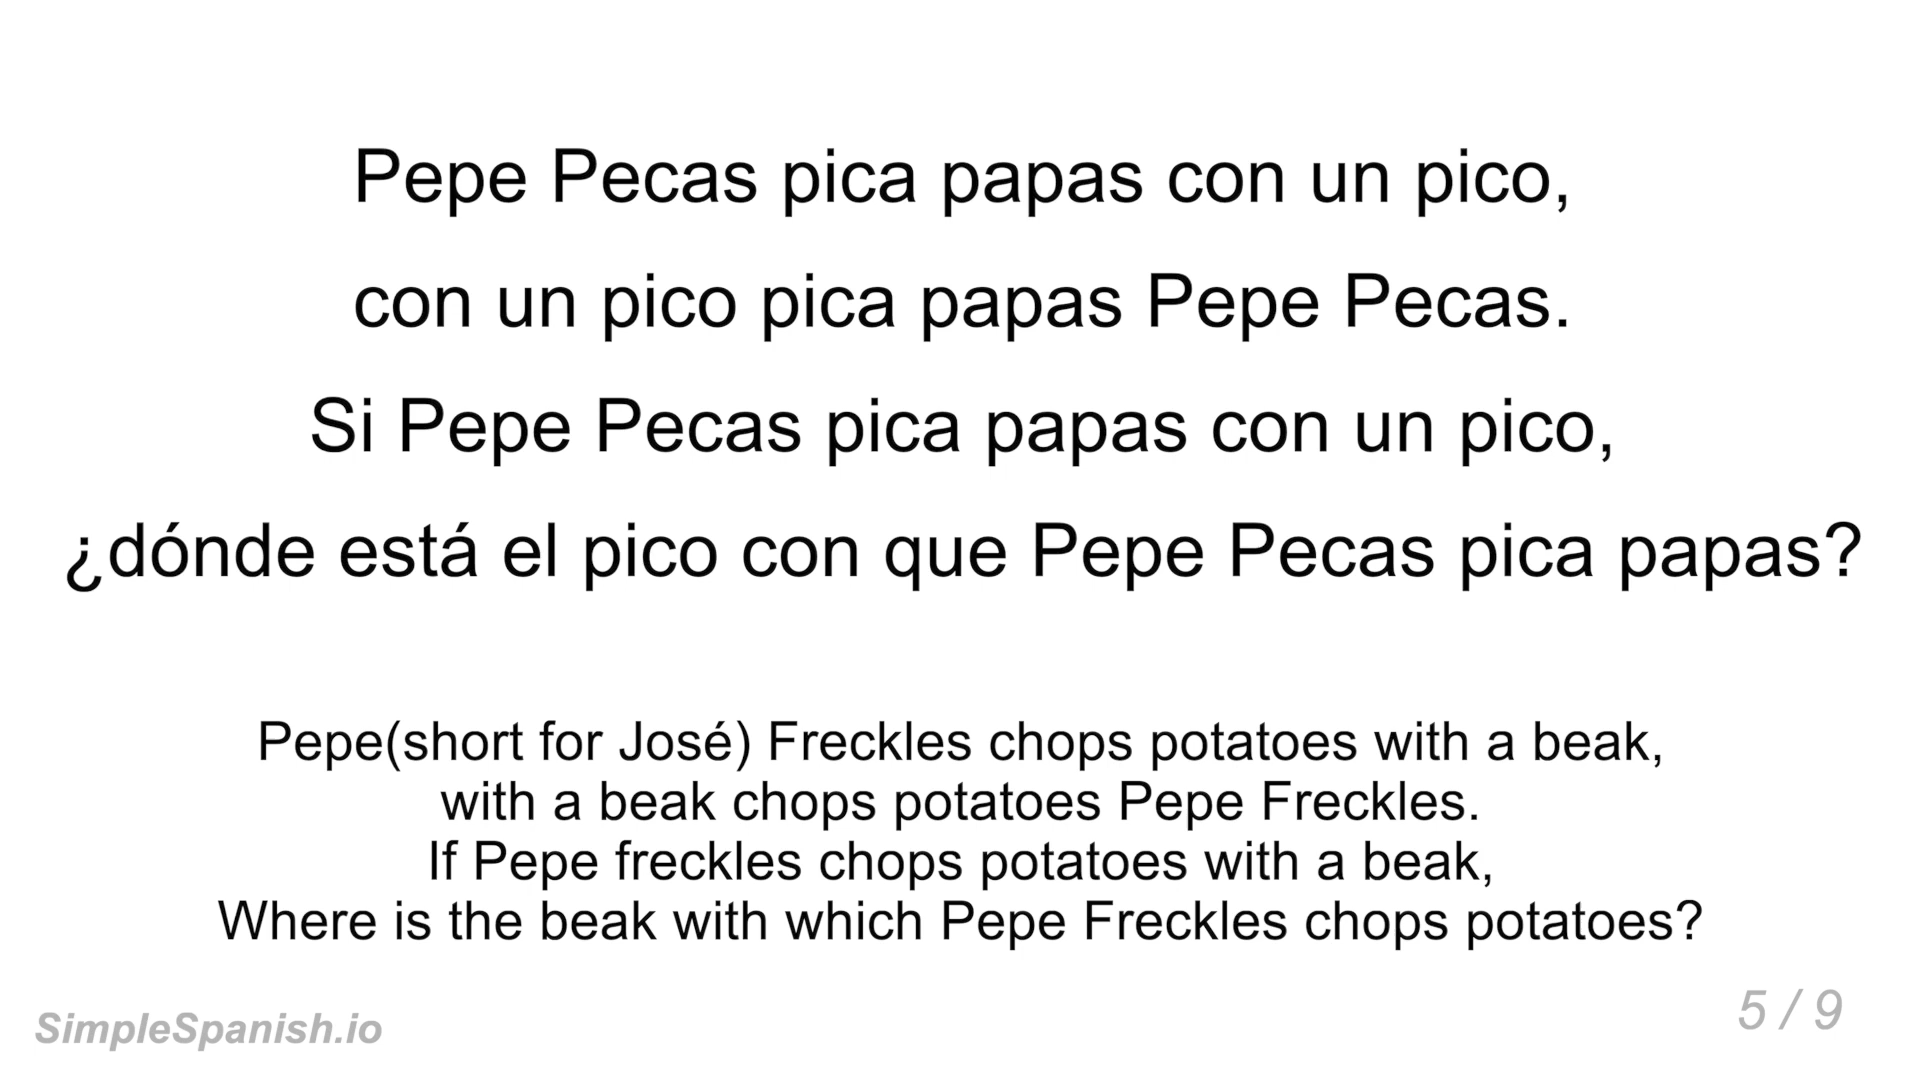 Pepe Pecas pica papas con un pico,
con un pico pica papas Pepe Pecas.
Si Pepe Pecas pica papas con un pico,
¿dónde está el pico con que Pepe Pecas pica papas?
Pepe(short for José) Freckles chops potatoes with a beak,
with a beak chops potatoes Pepe Freckles.
If Pepe freckles chops potatoes with a beak,
Where is the beak with which Pepe Freckles chops potatoes?
SimpleSpanish.io
5 / 9